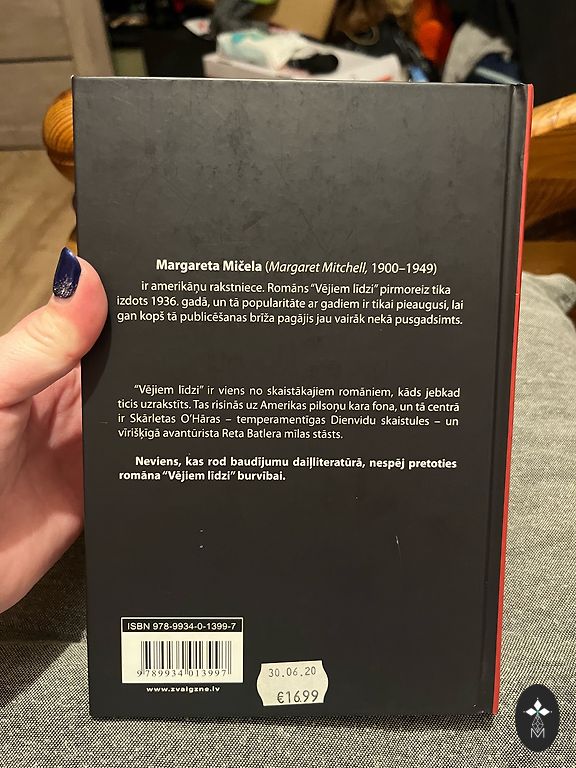 Margareta Mičela (Margaret Mitchell, 1900–1949)
ir amerikāņu rakstniece. Romāns “Vējiem līdzi” pirmoreiz tika
izdots 1936. gadā, un tā popularitāte ar gadiem ir tikai pieaugusi, lai
gan kopš tā publicēšanas brīža pagājis jau vairāk nekā pusgadsimts.
“Vējiem līdzi” ir viens no skaistākajiem romāniem, kāds jebkad
ticis uzrakstīts. Tas risinās uz Amerikas pilsoņu kara fona, un tā centrā
ir Skārletas O’Hāras – temperamentīgas Dienvidu skaistules – un
vīrišķīgā avantūrista Reta Batlera mīlas stāsts.
Neviens, kas rod baudījumu daiļliteratūrā, nespēj pretoties
romāna “Vējiem līdzi” burvībai.
ISBN 978-9934-0-1399-7
9789934013997
www.zvaigzne.lv
30.06.20
€16.99
M